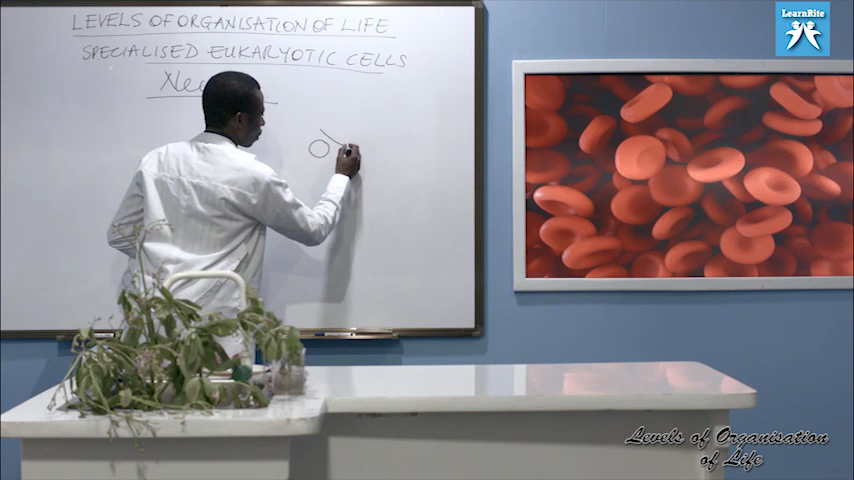 LEVELS OF ORGANISATION OF LIFE
SPECIALISED EUKARYOTIC CELLS
LearnRite
Levels of Organisation
of Life